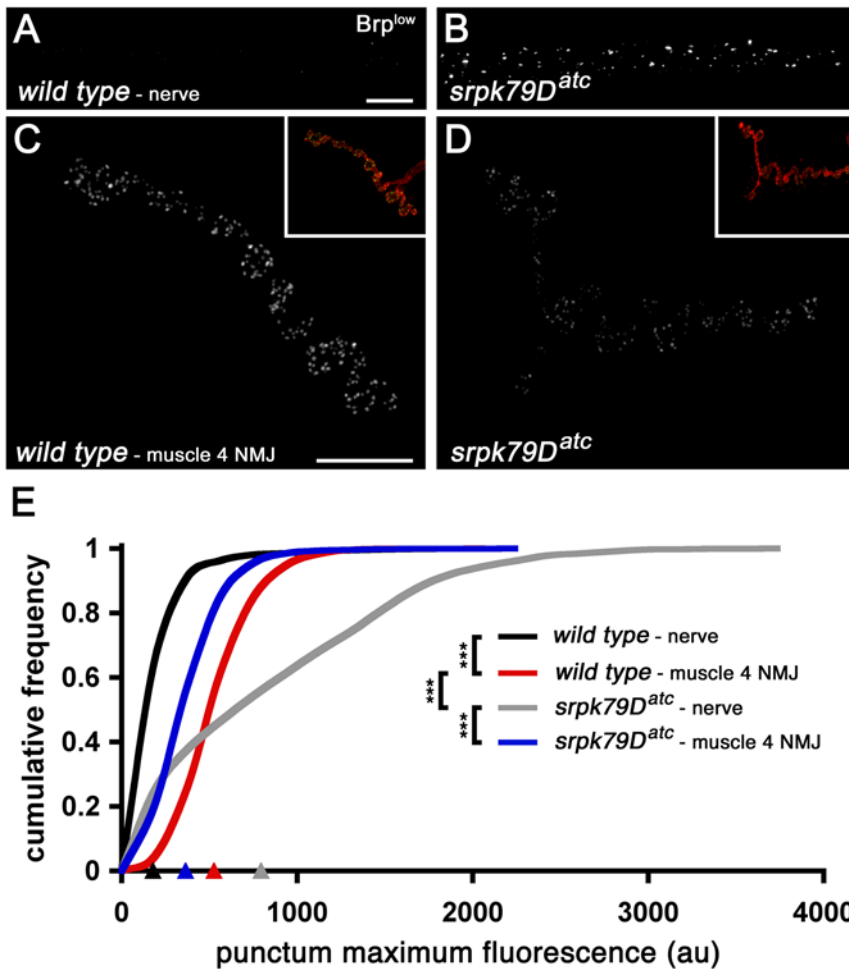 A
Brp^low
wild type - nerve
B
srpk79D^atc
C
wild type - muscle 4 NMJ
D
srpk79D^atc
E
cumulative frequency
1
0.8
0.6
0.4
0.2
0
0 1000 2000 3000 4000
punctum maximum fluorescence (au)
*** wild type - nerve
wild type - muscle 4 NMJ
***
*** srpk79D^atc - nerve
srpk79D^atc - muscle 4 NMJ